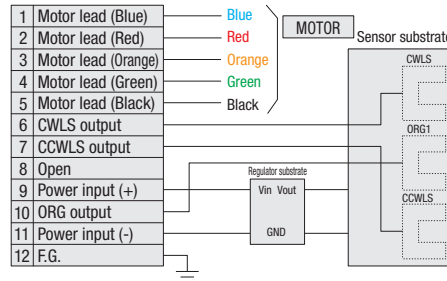 1 Motor lead (Blue)
2 Motor lead (Red)
3 Motor lead (Orange)
4 Motor lead (Green)
5 Motor lead (Black)
6 CWLS output
7 CCWLS output
8 Open
9 Power input (+)
10 ORG output
11 Power input (-)
12 F.G.
Blue
Red
Orange
Green
Black
MOTOR
Sensor substrate
CWLS
ORG1
CCWLS
Regulator substrate
Vin Vout
GND